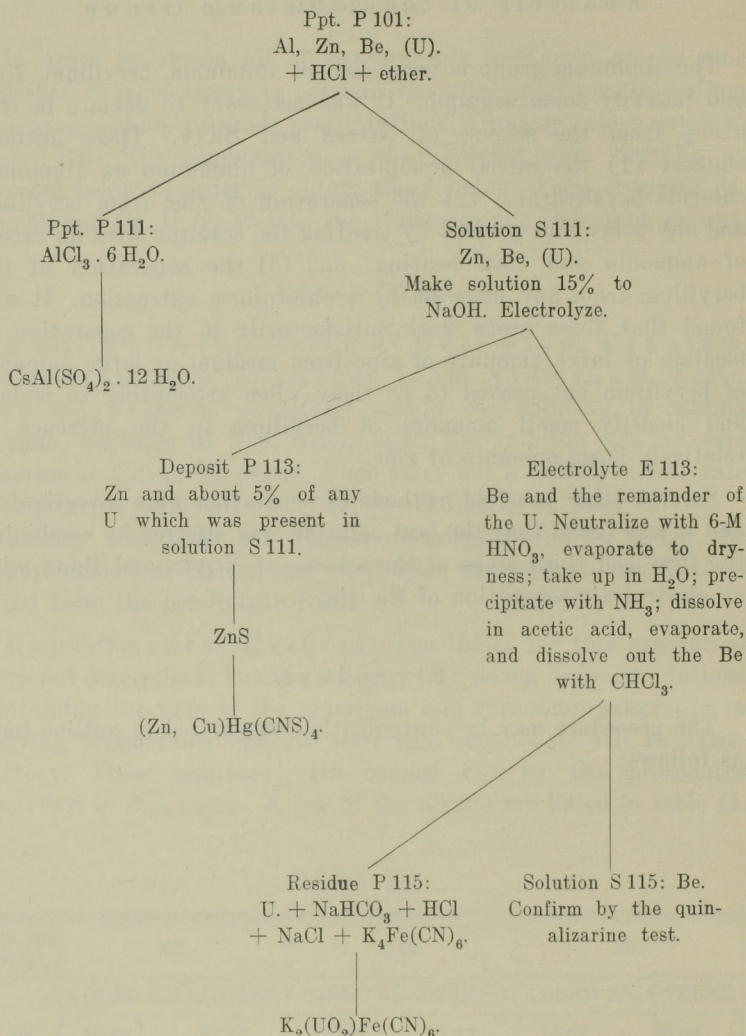 Ppt. P 101:
Al, Zn, Be, (U).
+ HCl + ether.
Ppt. P 111:
AlCl₃ . 6 H₂O.
CsAl(SO₄)₂ . 12 H₂O.
Solution S 111:
Zn, Be, (U).
Make solution 15% to
NaOH. Electrolyze.
Deposit P 113:
Zn and about 5% of any
U which was present in
solution S 111.
ZnS
(Zn, Cu)Hg(CNS)₄.
Electrolyte E 113:
Be and the remainder of
the U. Neutralize with 6-M
HNO₃, evaporate to dry-
ness; take up in H₂O; pre-
cipitate with NH₃; dissolve
in acetic acid, evaporate,
and dissolve out the Be
with CHCl₃.
Residue P 115:
U. + NaHCO₃ + HCl
+ NaCl + K₄Fe(CN)₆.
K₂(UO₂)Fe(CN)₆.
Solution S 115: Be.
Confirm by the quin-
alizarine test.